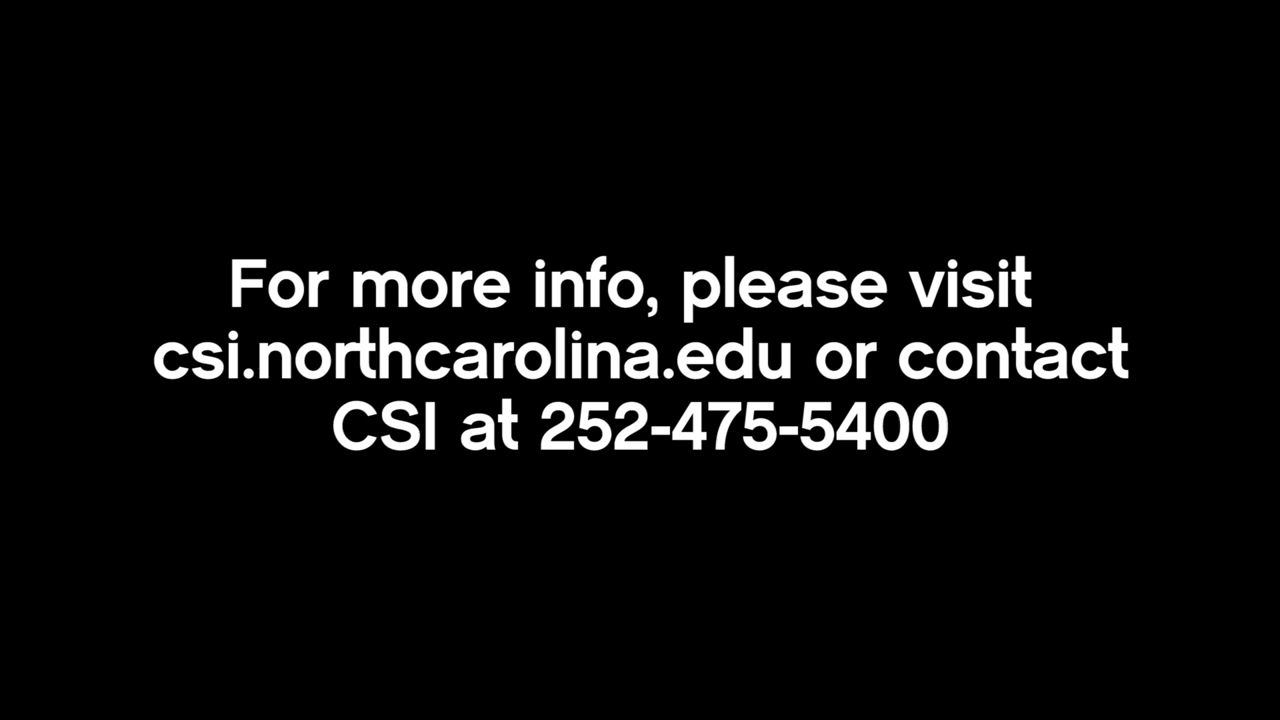 For more info, please visit
csi.northcarolina.edu or contact
CSI at 252-475-5400